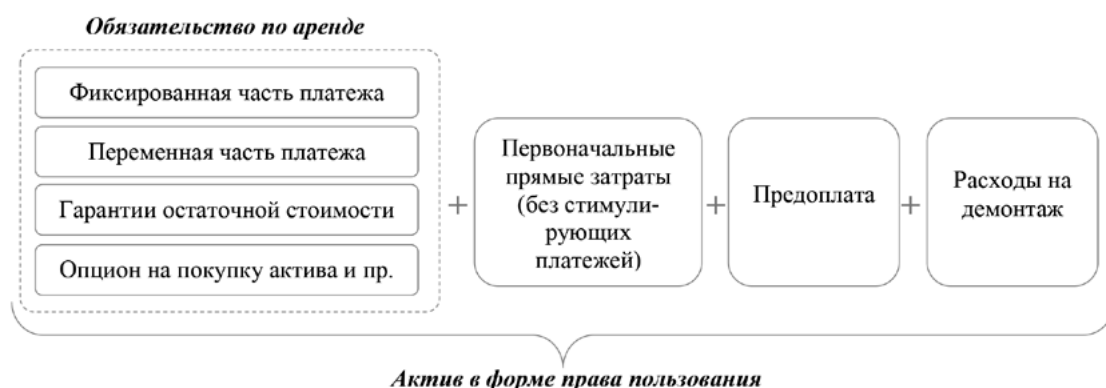 Обязательство по аренде
Фиксированная часть платежа
Переменная часть платежа
Гарантии остаточной стоимости
Опцион на покупку актива и пр.
+
Первоначальные
прямые затраты
(без стимули-
рующих
платежей)
+
Предоплата
+
Расходы на
демонтаж
Актив в форме права пользования